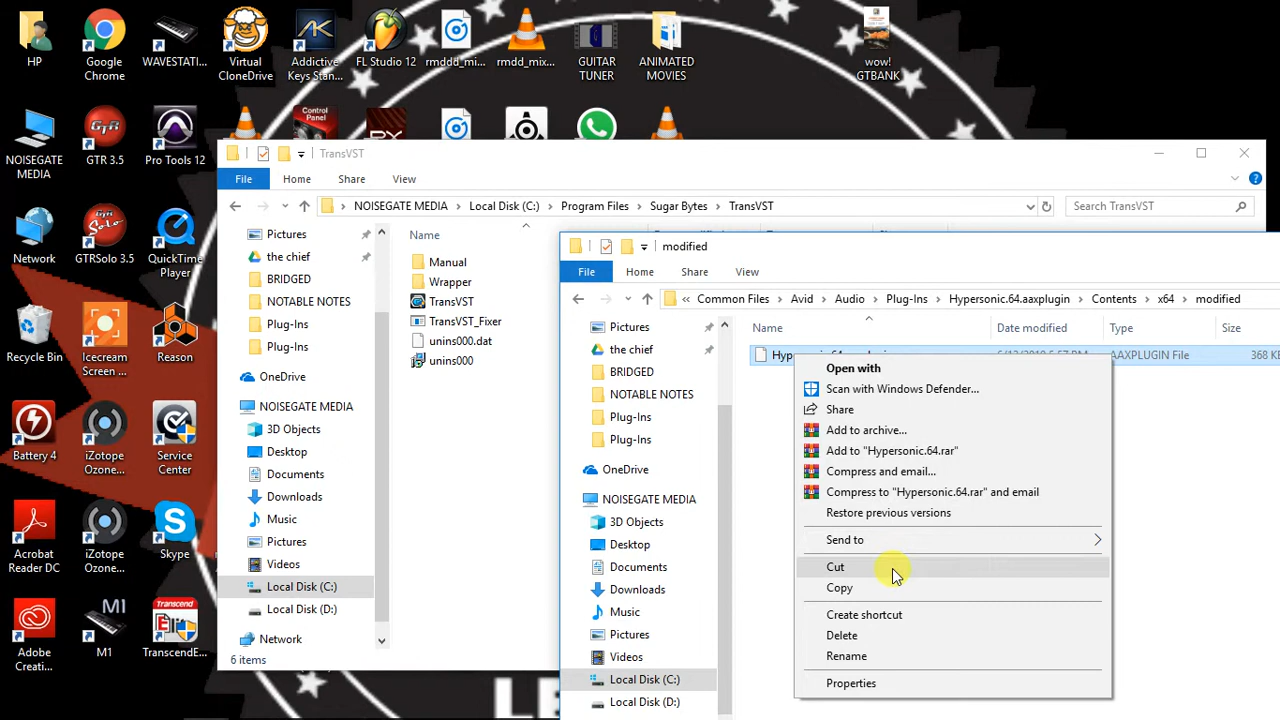 HP
Google
Chrome
WAVESTATI...
Virtual
CloneDrive
Addictive
Keys Stan...
FL Studio 12
rmddd_mi...
rmdd_mix...
GUITAR
TUNER
ANIMATED
MOVIES
wow!
GTBANK
NOISEGATE
MEDIA
GTR 3.5
Pro Tools 12
Control
Panel
Network
GTRSolo 3.5
QuickTime
Player
Recycle Bin
Icecream
Screen ...
Reason
Battery 4
iZotope
Ozone...
Service
Center
Acrobat
Reader DC
iZotope
Ozone...
Skype
Adobe
Creati...
M1
M1
TranscendE...
TransVST
File Home Share View
NOISEGATE MEDIA Local Disk (C:) Program Files Sugar Bytes TransVST
Search TransVST
Pictures
the chief
BRIDGED
NOTABLE NOTES
Plug-Ins
Plug-Ins
OneDrive
NOISEGATE MEDIA
3D Objects
Desktop
Documents
Downloads
Music
Pictures
Videos
Local Disk (C:)
Local Disk (D:)
Network
6 items
Name
Manual
Wrapper
TransVST
TransVST_Fixer
unins000.dat
unins000
modified
File Home Share View
« Common Files Avid Audio Plug-Ins Hypersonic.64.aaxplugin Contents x64 modified
Pictures
the chief
BRIDGED
NOTABLE NOTES
Plug-Ins
Plug-Ins
OneDrive
NOISEGATE MEDIA
3D Objects
Desktop
Documents
Downloads
Music
Pictures
Videos
Local Disk (C:)
Local Disk (D:)
Name Date modified Type Size
AAXPLUGIN File 368 KB
Open with
Scan with Windows Defender...
Share
Add to archive...
Add to "Hypersonic.64.rar"
Compress and email...
Compress to "Hypersonic.64.rar" and email
Restore previous versions
Send to
Cut
Copy
Create shortcut
Delete
Rename
Properties